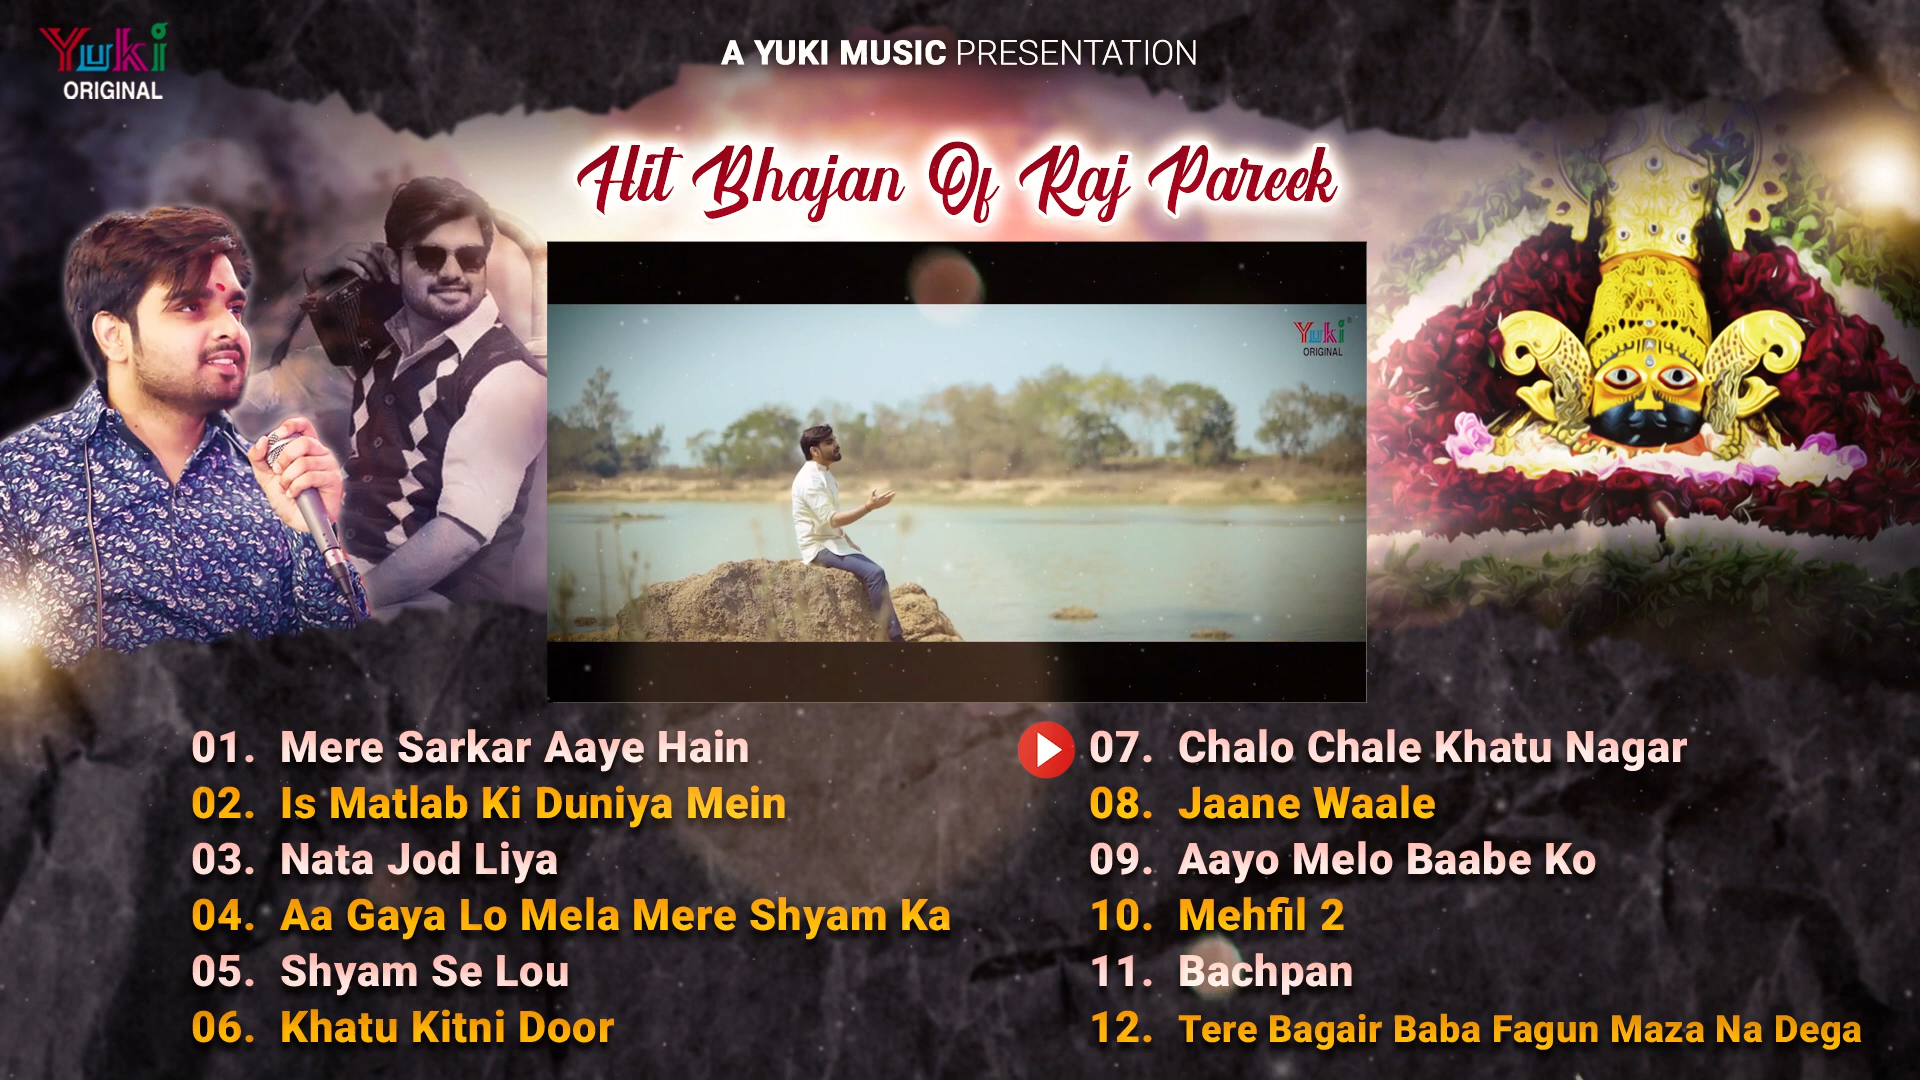 Yuki
ORIGINAL
A YUKI MUSIC PRESENTATION
Hit Bhajan Of Raj Pareek
Yuki
ORIGINAL
01. Mere Sarkar Aaye Hain
02. Is Matlab Ki Duniya Mein
03. Nata Jod Liya
04. Aa Gaya Lo Mela Mere Shyam Ka
05. Shyam Se Lou
06. Khatu Kitni Door
07. Chalo Chale Khatu Nagar
08. Jaane Waale
09. Aayo Melo Baabe Ko
10. Mehfil 2
11. Bachpan
12. Tere Bagair Baba Fagun Maza Na Dega